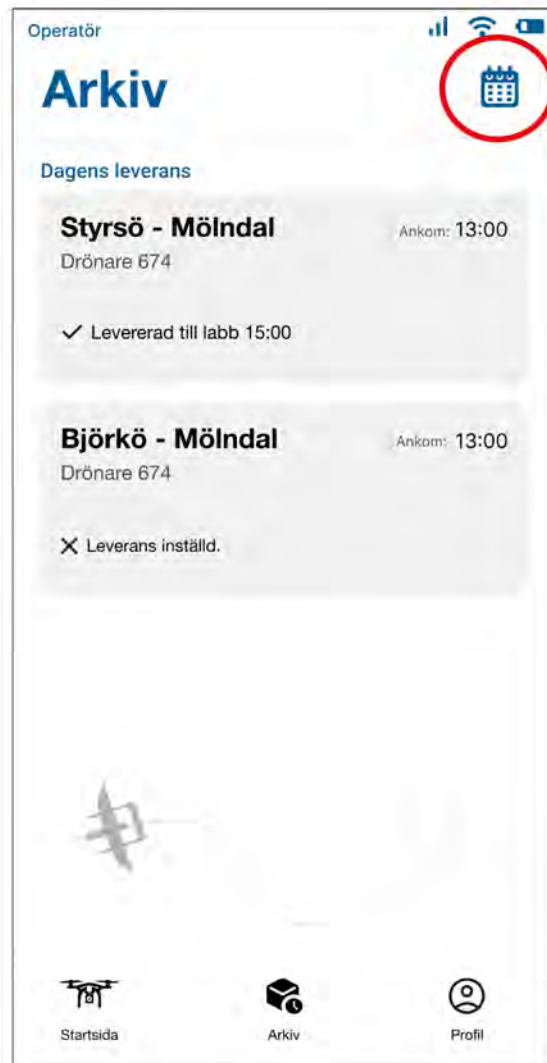 Operatör
Arkiv
Dagens leverans
Styrsö - Mölndal
Ankom: 13:00
Drönare 674
Levererad till labb 15:00
Björkö - Mölndal
Ankom: 13:00
Drönare 674
Leverans inställd.
Startsida
Arkiv
Profil